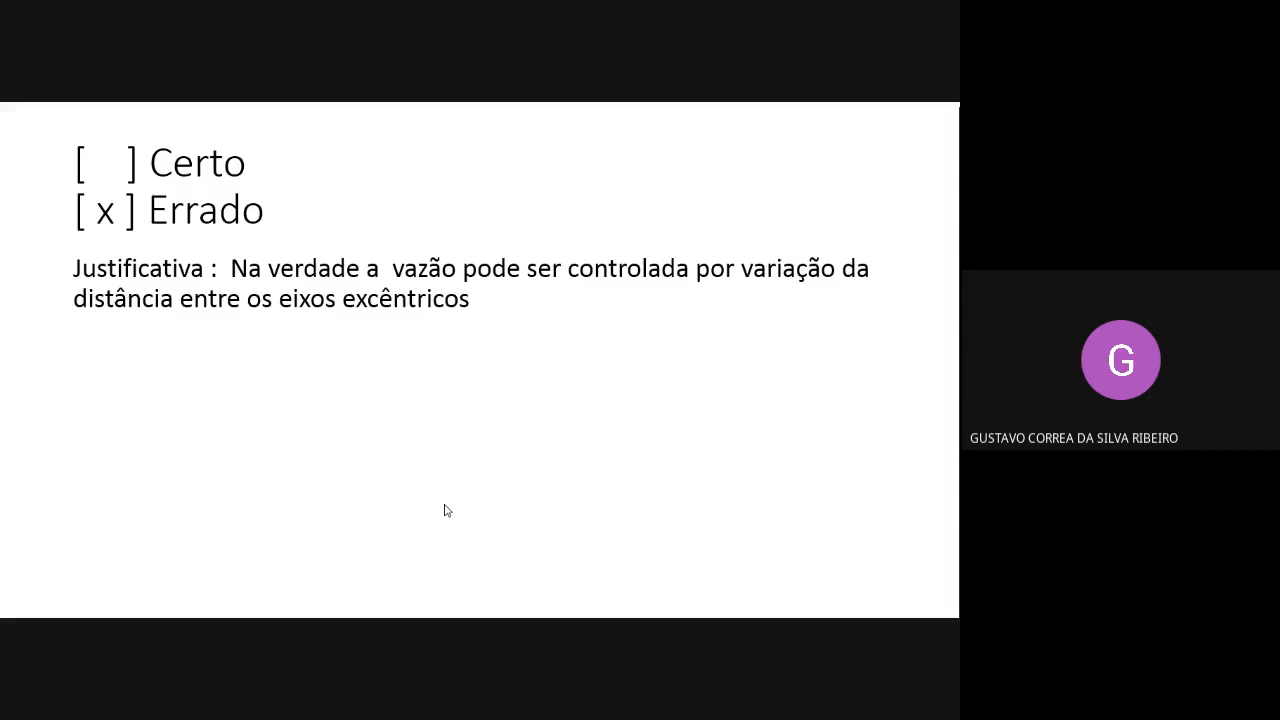 [    ] Certo
[ x ] Errado
Justificativa :  Na verdade a  vazão pode ser controlada por variação da
distância entre os eixos excêntricos
G
GUSTAVO CORREA DA SILVA RIBEIRO